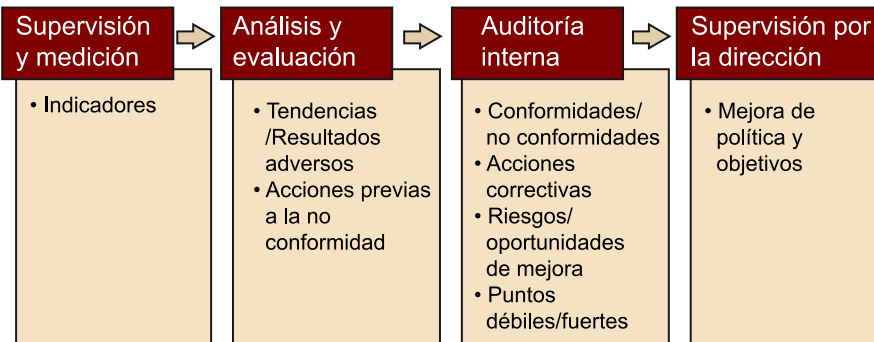 Supervisión
y medición
• Indicadores
Análisis y
evaluación
• Tendencias
/Resultados
adversos
• Acciones previas
a la no
conformidad
Auditoría
interna
• Conformidades/
no conformidades
• Acciones
correctivas
• Riesgos/
oportunidades
de mejora
• Puntos
débiles/fuertes
Supervisión por
la dirección
• Mejora de
política y
objetivos